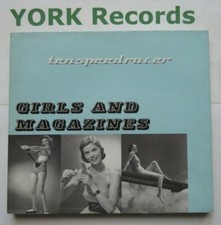 YORK Records
tenspeedracer
GIRLS AND
MAGAZINES